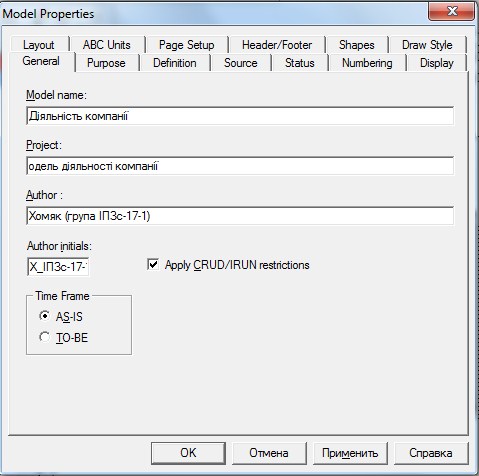 Model Properties
Layout ABC Units Page Setup Header/Footer Shapes Draw Style
General Purpose Definition Source Status Numbering Display
Model name:
Діяльність компанії
Project:
одель діяльності компанії
Author :
Хомяк (група ІПЗс-17-1)
Author initials:
Х_ІПЗс-17-
Apply CRUD/IRUN restrictions
Time Frame
AS-IS
TO-BE
OK Отмена Применить Справка